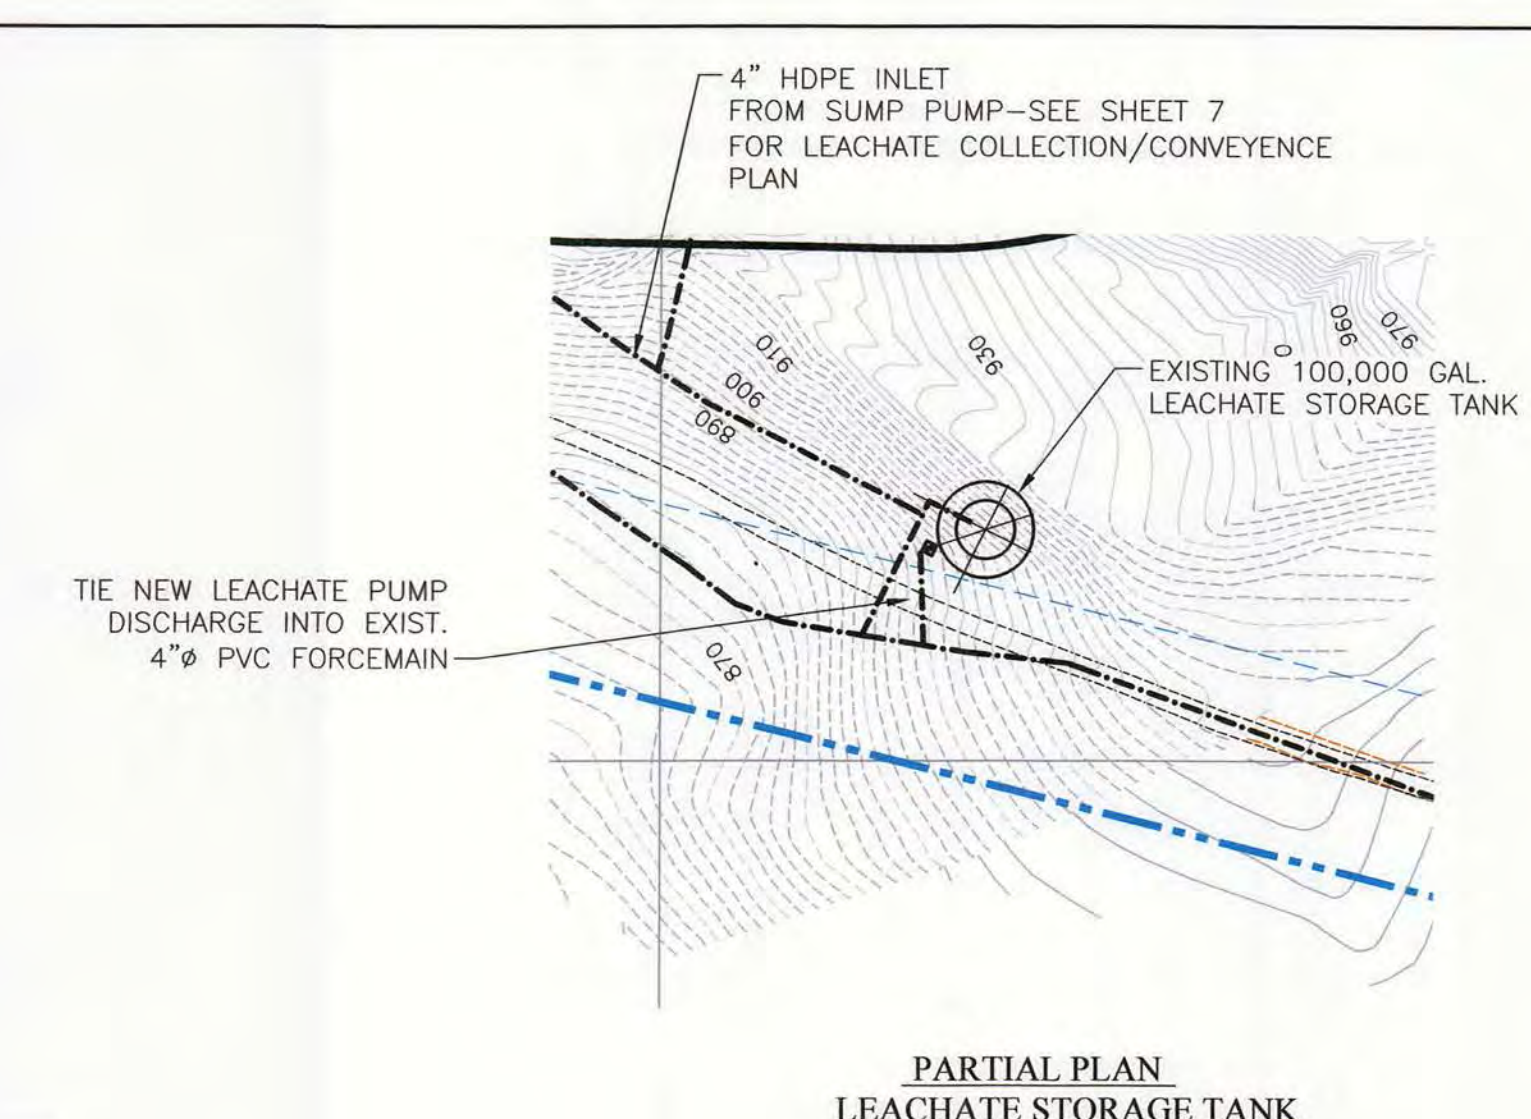 4" HDPE INLET
FROM SUMP PUMP-SEE SHEET 7
FOR LEACHATE COLLECTION/CONVEYENCE
PLAN
960
970
910
930
0
EXISTING 100,000 GAL.
LEACHATE STORAGE TANK
900
890
TIE NEW LEACHATE PUMP
DISCHARGE INTO EXIST.
4"ø PVC FORCEMAIN
870
PARTIAL PLAN
LEACHATE STORAGE TANK